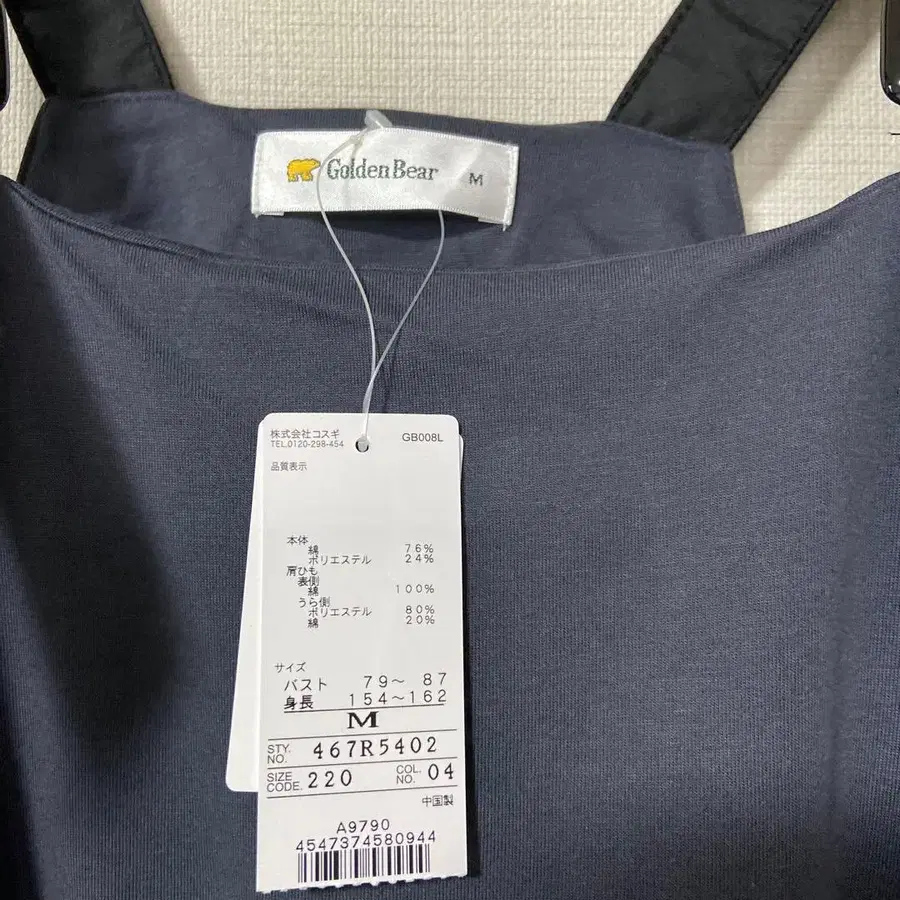 GoldenBear M
株式会社コスギ
TEL.0120-298-454 GB008L
品質表示
本体
綿 76%
ポリエステル 24%
肩ひも
表側
綿 100%
うら側
ポリエステル 80%
綿 20%
サイズ
バスト 79～ 87
身長 154～162
M
STY. NO. 467R5402
SIZE CODE. 220 COL. NO. 04
中国製
A9790
4547374580944